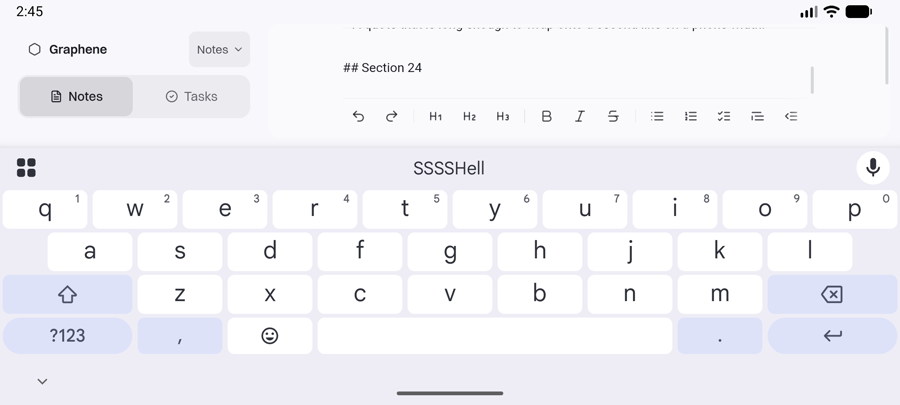 2:45
Graphene
Notes
Notes
Tasks
## Section 24
H1 H2 H3 B I S
SSSSHell
q 1 w 2 e 3 r 4 t 5 y 6 u 7 i 8 o 9 p 0
a s d f g h j k l
z x c v b n m
?123 , .